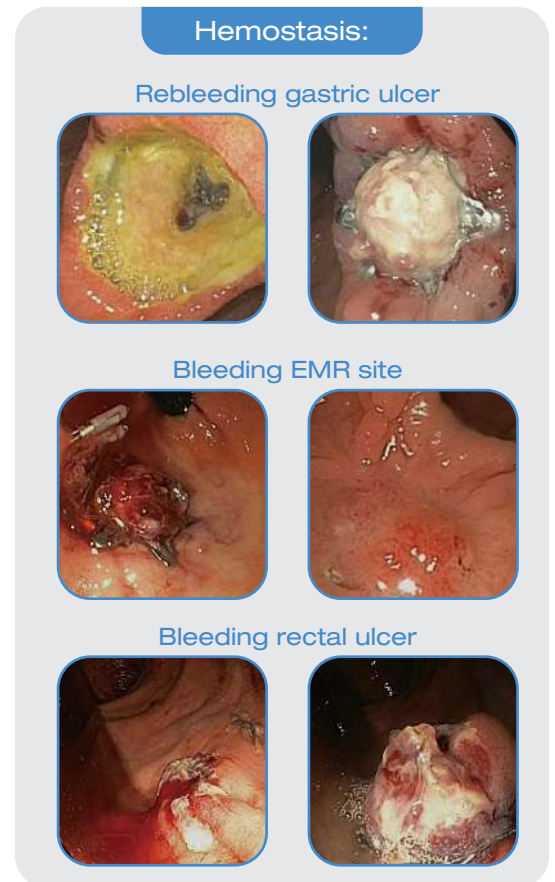 Hemostasis:
Rebleeding gastric ulcer
Bleeding EMR site
Bleeding rectal ulcer